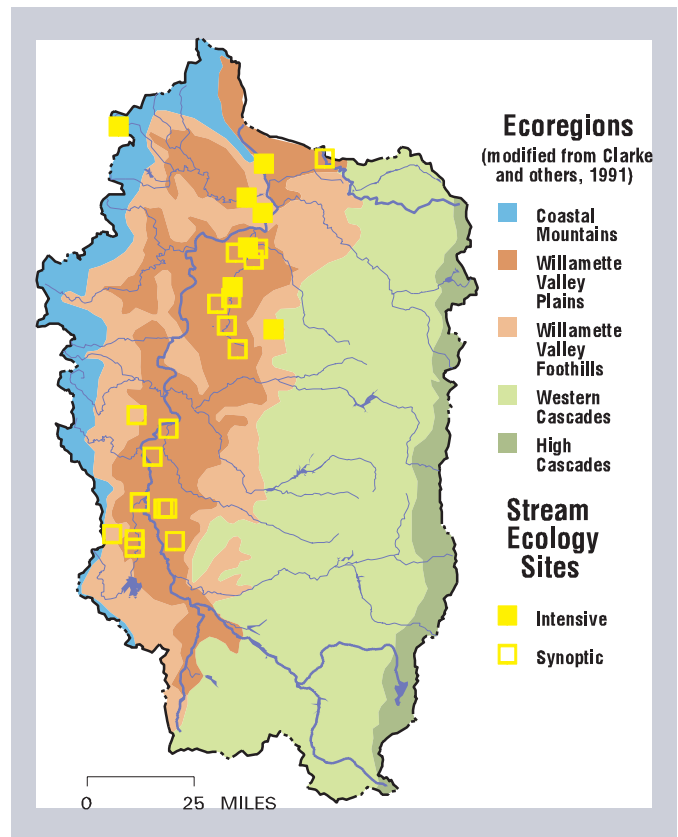 Ecoregions
(modified from Clarke
and others, 1991)
Coastal
Mountains
Willamette
Valley
Plains
Willamette
Valley
Foothills
Western
Cascades
High
Cascades
Stream
Ecology
Sites
Intensive
Synoptic
0 25 MILES